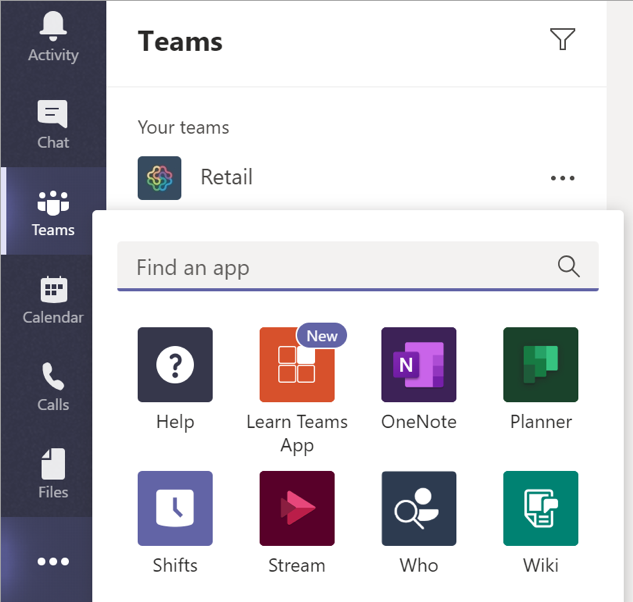 Activity
Chat
Teams
Calendar
Calls
Files
Teams
Your teams
Retail
Find an app
Help
New
Learn Teams
App
N
OneNote
Planner
Shifts
Stream
Who
Wiki